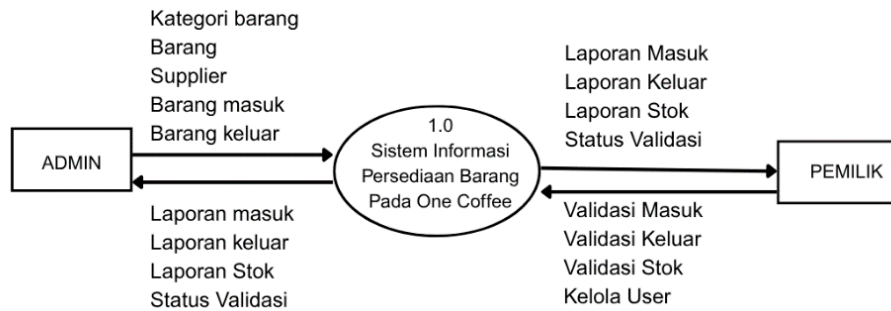 Kategori barang
Barang
Supplier
Barang masuk
Barang keluar
ADMIN
Laporan masuk
Laporan keluar
Laporan Stok
Status Validasi
1.0
Sistem Informasi
Persediaan Barang
Pada One Coffee
Laporan Masuk
Laporan Keluar
Laporan Stok
Status Validasi
PEMILIK
Validasi Masuk
Validasi Keluar
Validasi Stok
Kelola User